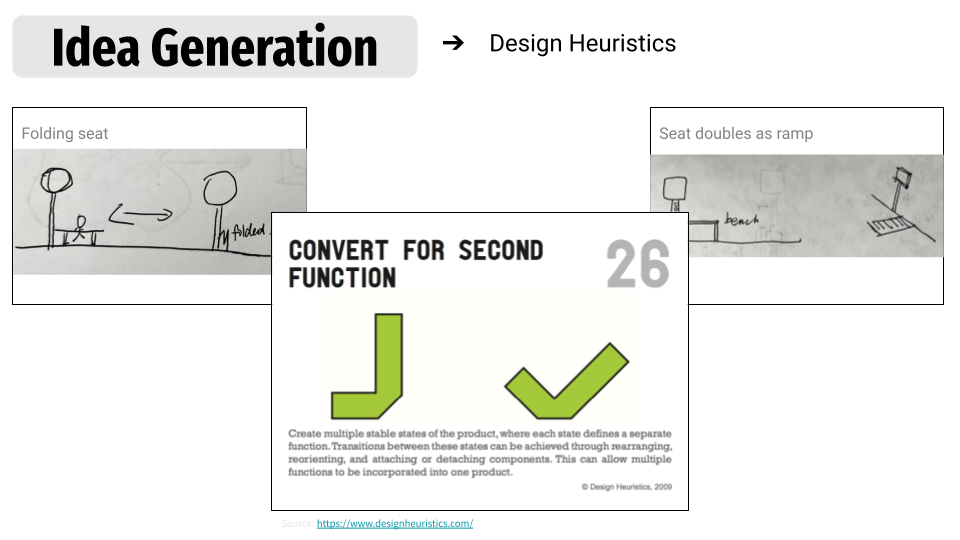 Idea Generation
➔ Design Heuristics
Folding seat
folded.
Seat doubles as ramp
bench
CONVERT FOR SECOND
FUNCTION
26
Create multiple stable states of the product, where each state defines a separate
function. Transitions between these states can be achieved through rearranging,
reorienting, and attaching or detaching components. This can allow multiple
functions to be incorporated into one product.
© Design Heuristics, 2009
Source: https://www.designheuristics.com/